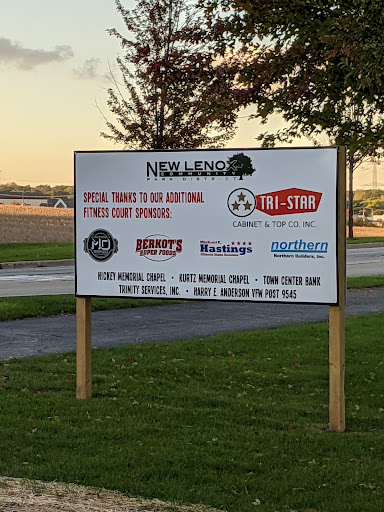 NEW LENOX
COMMUNITY
PARK DISTRICT
SPECIAL THANKS TO OUR ADDITIONAL
FITNESS COURT SPONSORS:
TRI-STAR
CABINET & TOP CO. INC.
BERKOT'S
SUPER FOODS
Michael E.
Hastings
northern
Northern Builders, Inc.
HICKEY MEMORIAL CHAPEL • KURTZ MEMORIAL CHAPEL • TOWN CENTER BANK
TRINITY SERVICES, INC. • HARRY E. ANDERSON VFW POST 9545